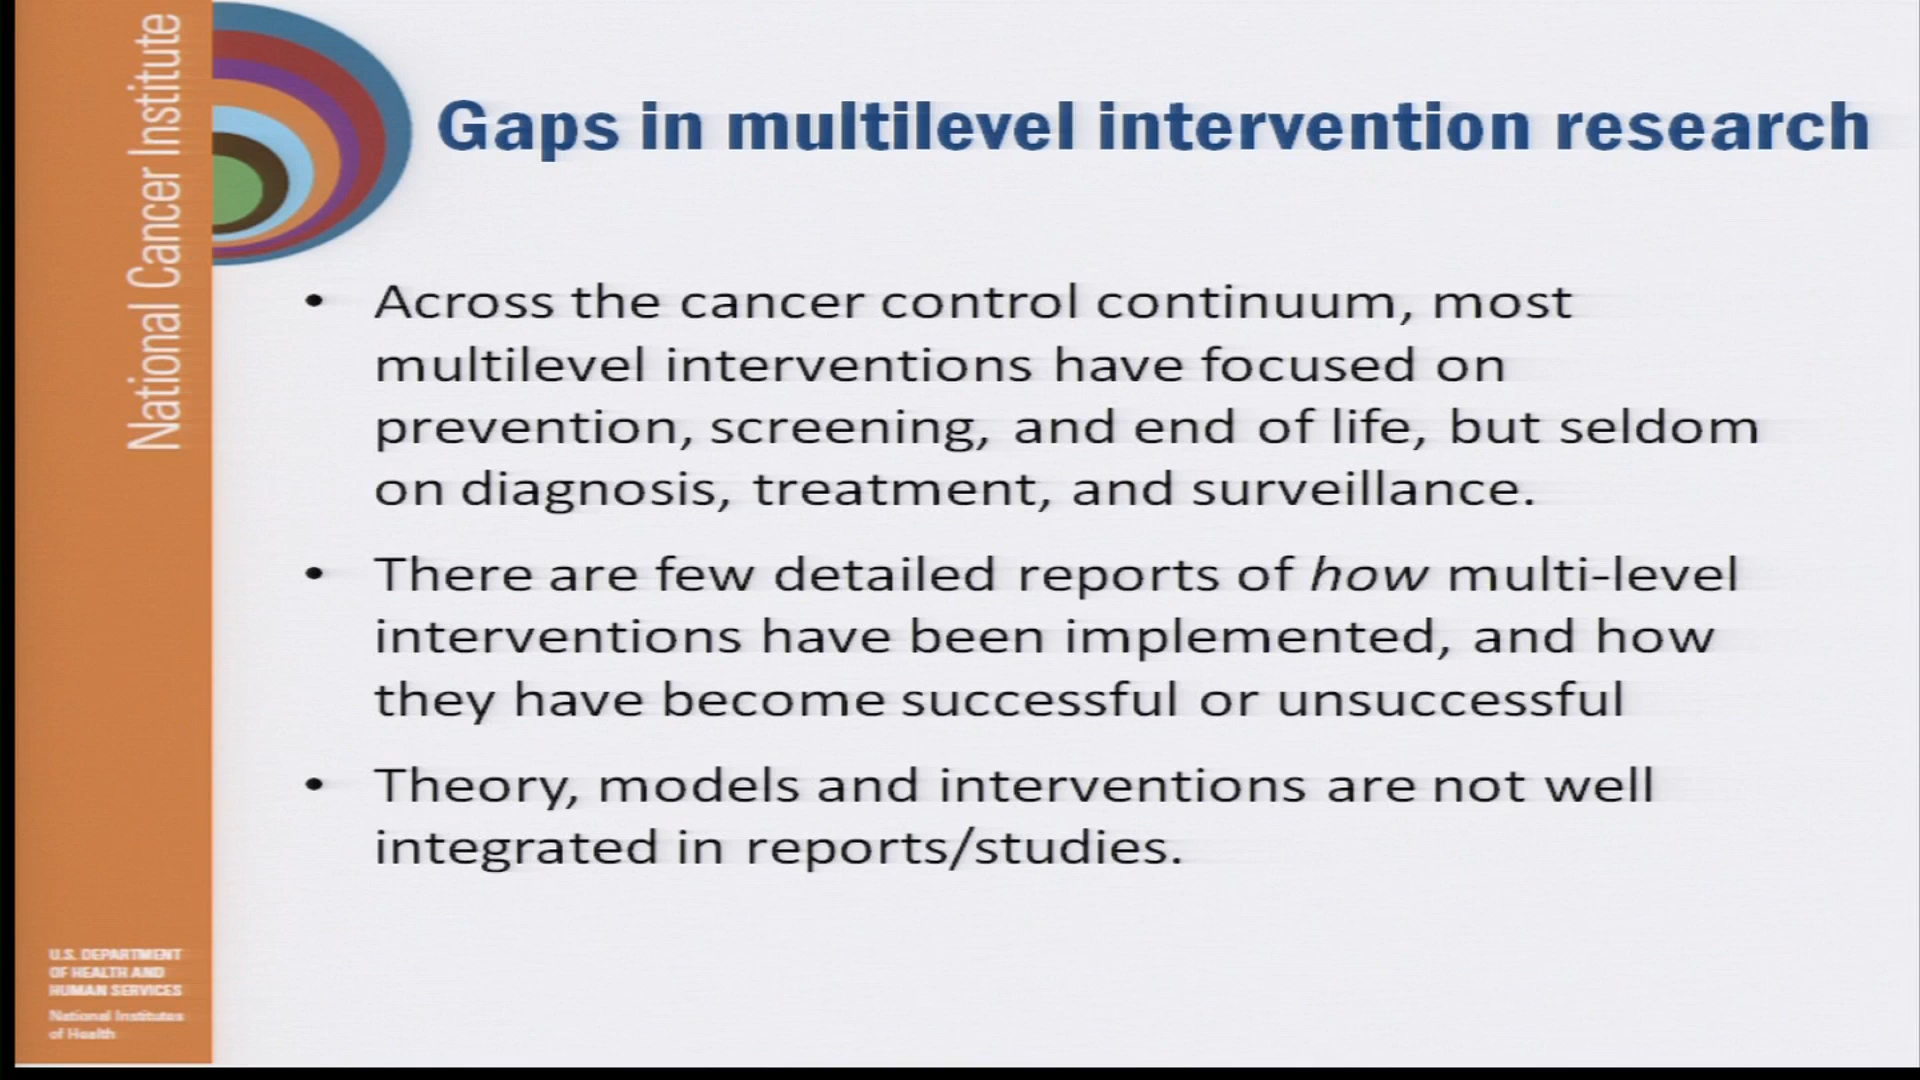 National Cancer Institute
Gaps in multilevel intervention research
• Across the cancer control continuum, most
multilevel interventions have focused on
prevention, screening, and end of life, but seldom
on diagnosis, treatment, and surveillance.
• There are few detailed reports of how multi-level
interventions have been implemented, and how
they have become successful or unsuccessful
• Theory, models and interventions are not well
integrated in reports/studies.
U.S. DEPARTMENT
OF HEALTH AND
HUMAN SERVICES
National Institutes
of Health